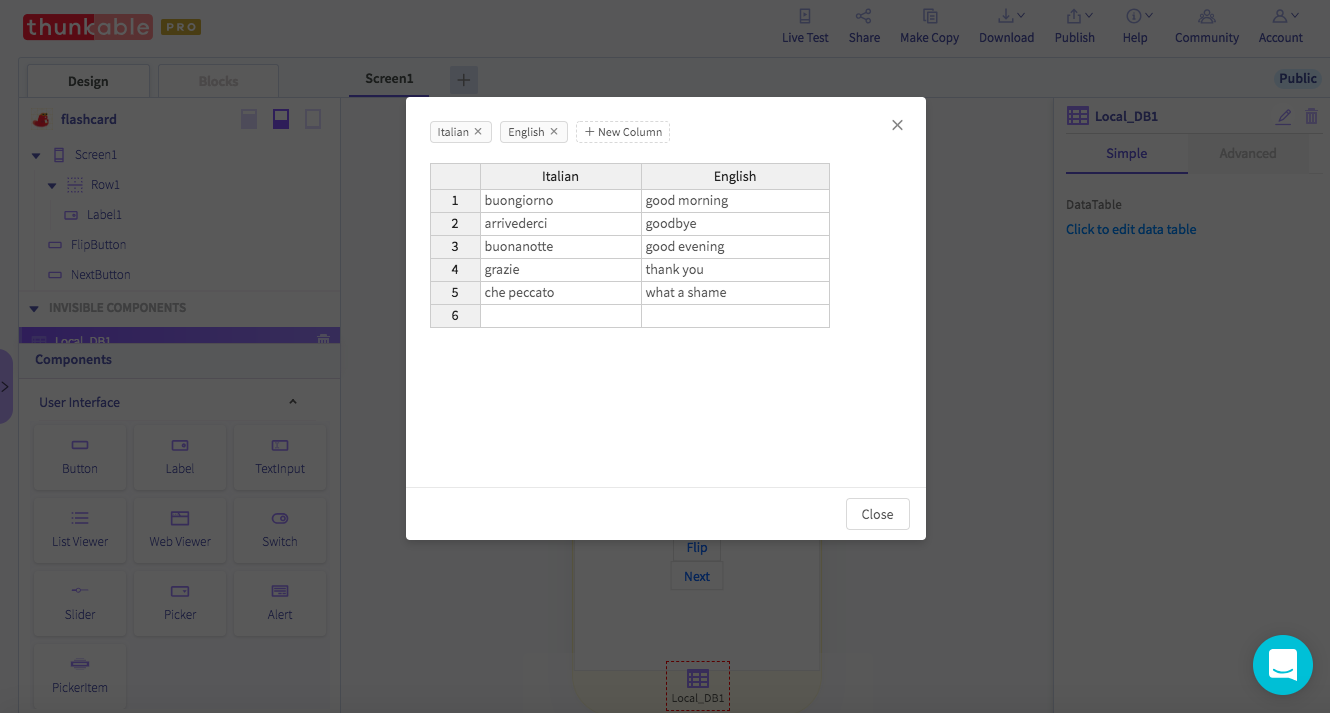 thunkable PRO
Live Test Share Make Copy Download Publish Help Community Account
Design Blocks Screen1 Public
flashcard
Screen1
Row1
Label1
FlipButton
NextButton
INVISIBLE COMPONENTS
Local_DB1
Components
User Interface
Button Label TextInput
List Viewer Web Viewer Switch
Slider Picker Alert
PickerItem
Italian × English × + New Column
Italian English
1 buongiorno good morning
2 arrivederci goodbye
3 buonanotte good evening
4 grazie thank you
5 che peccato what a shame
6
Close
Flip
Next
Local_DB1
Local_DB1
Simple Advanced
DataTable
Click to edit data table